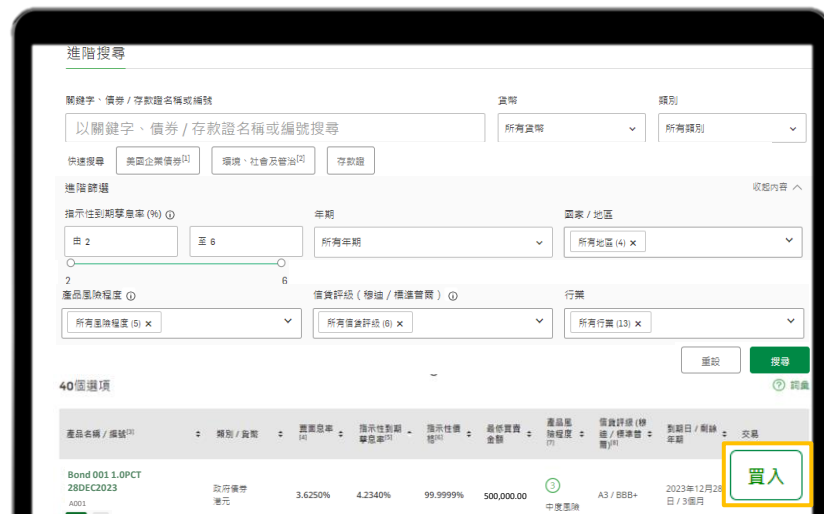 進階搜尋
關鍵字、債券 / 存款證名稱或編號 貨幣 類別
以關鍵字、債券 / 存款證名稱或編號搜尋 所有貨幣 所有類別
快速搜尋 美國企業債券[1] 環境、社會及管治[2] 存款證
進階篩選 收起內容
指示性到期孳息率 (%) 年期 國家 / 地區
由 2 至 6 所有年期 所有地區 (4) ×
2 6
產品風險程度 信貸評級 ( 穆迪 / 標準普爾 ) 行業
所有風險程度 (5) × 所有信貸評級 (6) × 所有行業 (13) ×
重設 搜尋
40個選項 詞彙
產品名稱 / 編號[3] 類別 / 貨幣 票面息率[4] 指示性到期孳息率[5] 指示性價格[6] 最低買賣金額 產品風險程度[7] 信貸評級 (穆迪 / 標準普爾)[8] 到期日 / 剩餘年期 交易
Bond 001 1.0PCT
28DEC2023
A001
政府債券
港元
3.6250% 4.2340% 99.9999% 500,000.00
3
中度風險
A3 / BBB+
2023年12月28
日 / 3個月
買入